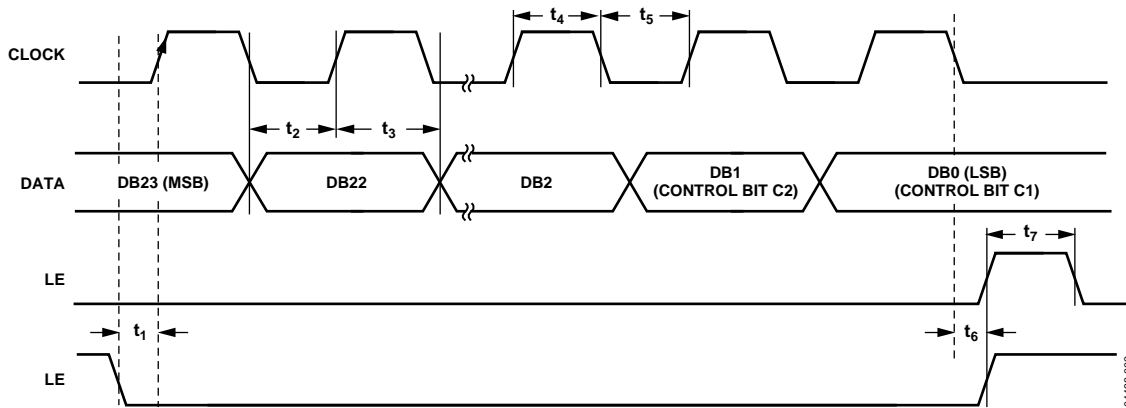 t4
t5
CLOCK
t2
t3
DATA
DB23 (MSB)
DB22
DB2
DB1
(CONTROL BIT C2)
DB0 (LSB)
(CONTROL BIT C1)
t7
LE
t1
t6
LE